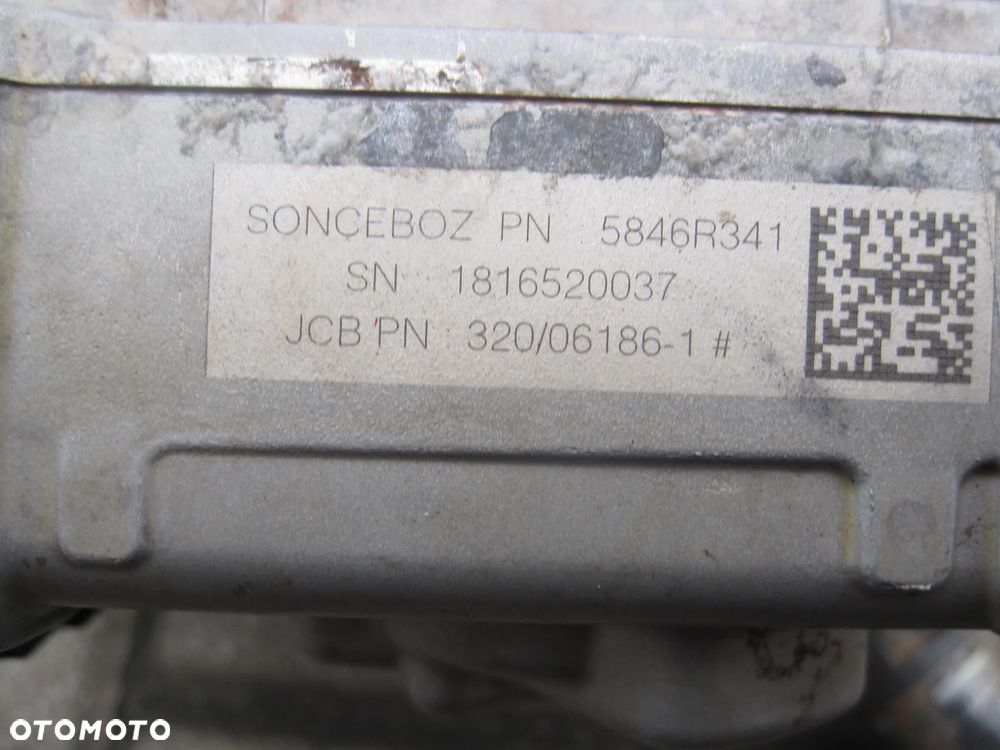 SONCEBOZ PN 5846R341
SN 1816520037
JCB PN 320/06186-1 #
OTOMOTO